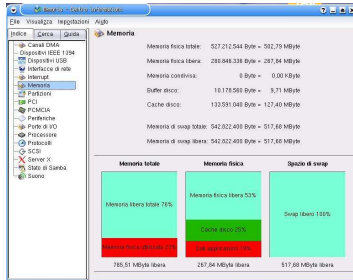 Memoria - Centro
File Visualizza Impostazioni Aiuto
Indice Cerca Guida
Canali DMA
Dispositivi IEEE 1394
Dispositivi USB
Interfacce di rete
Interrupt
Memoria
Partizioni
PCI
PCMCIA
Periferiche
Porte di I/O
Processore
Protocolli
SCSI
Server X
Stato di Samba
Suono
Memoria
Memoria fisica totale: 527.212.544 Byte = 502,79 MByte
Memoria fisica libera: 280.846.336 Byte = 267,84 MByte
Memoria condivisa: 0 Byte = 0,00 KByte
Buffer disco: 10.178.560 Byte = 9,71 MByte
Cache disco: 133.591.040 Byte = 127,40 MByte
Memoria di swap totale: 542.822.400 Byte = 517,68 MByte
Memoria di swap libera: 542.822.400 Byte = 517,68 MByte
Memoria totale Memoria fisica Spazio di swap
Memoria libera totale 76%
Memoria fisica libera 53%
Cache disco 25%
Swap libero 100%
785,51 MByte libera 267,84 MByte libera 517,68 MByte libera